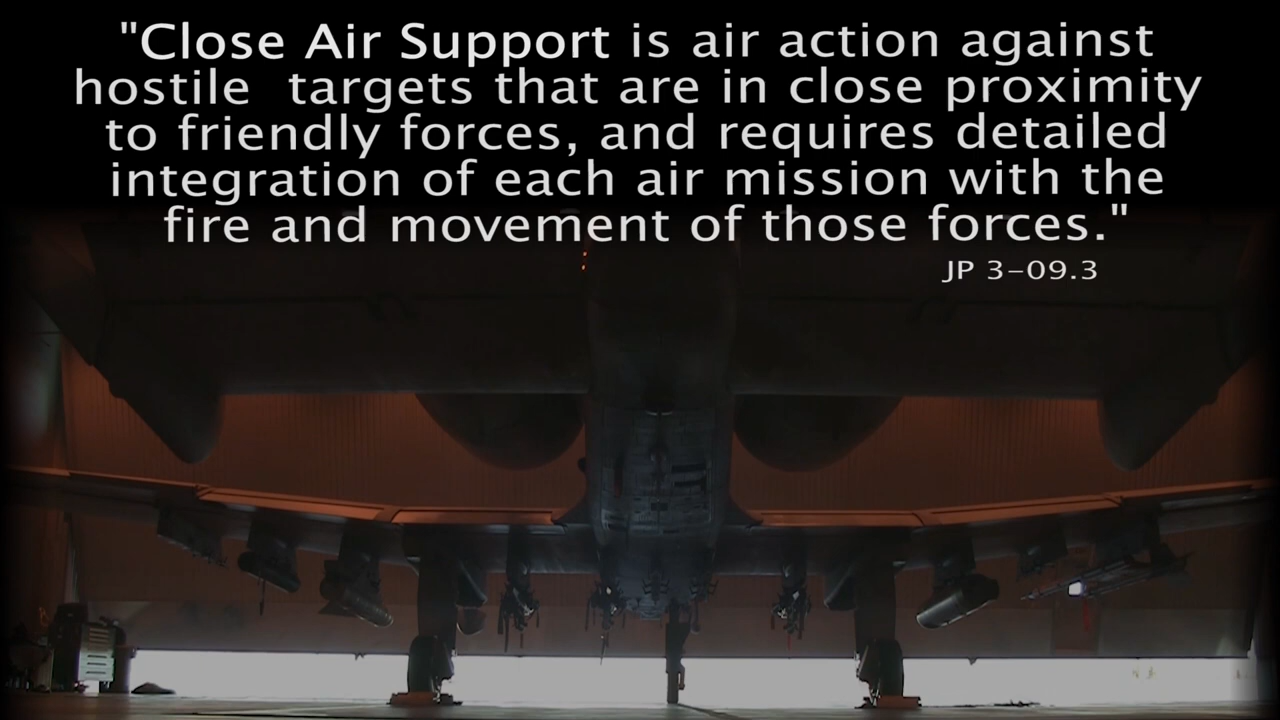 "Close Air Support is air action against
hostile  targets that are in close proximity
to friendly forces, and requires detailed
integration of each air mission with the
fire and movement of those forces."
JP 3-09.3